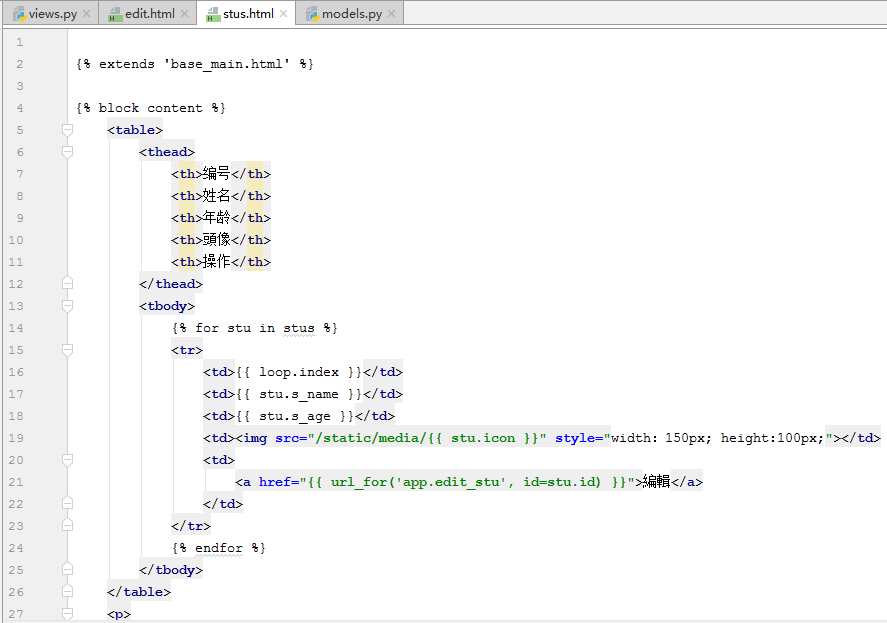 views.py edit.html stus.html models.py
1
2 {% extends 'base_main.html' %}
3
4 {% block content %}
5 <table>
6 <thead>
7 <th>编号</th>
8 <th>姓名</th>
9 <th>年龄</th>
10 <th>頭像</th>
11 <th>操作</th>
12 </thead>
13 <tbody>
14 {% for stu in stus %}
15 <tr>
16 <td>{{ loop.index }}</td>
17 <td>{{ stu.s_name }}</td>
18 <td>{{ stu.s_age }}</td>
19 <td><img src="/static/media/{{ stu.icon }}" style="width: 150px; height:100px;"></td>
20 <td>
21 <a href="{{ url_for('app.edit_stu', id=stu.id) }}">編輯</a>
22 </td>
23 </tr>
24 {% endfor %}
25 </tbody>
26 </table>
27 <p>